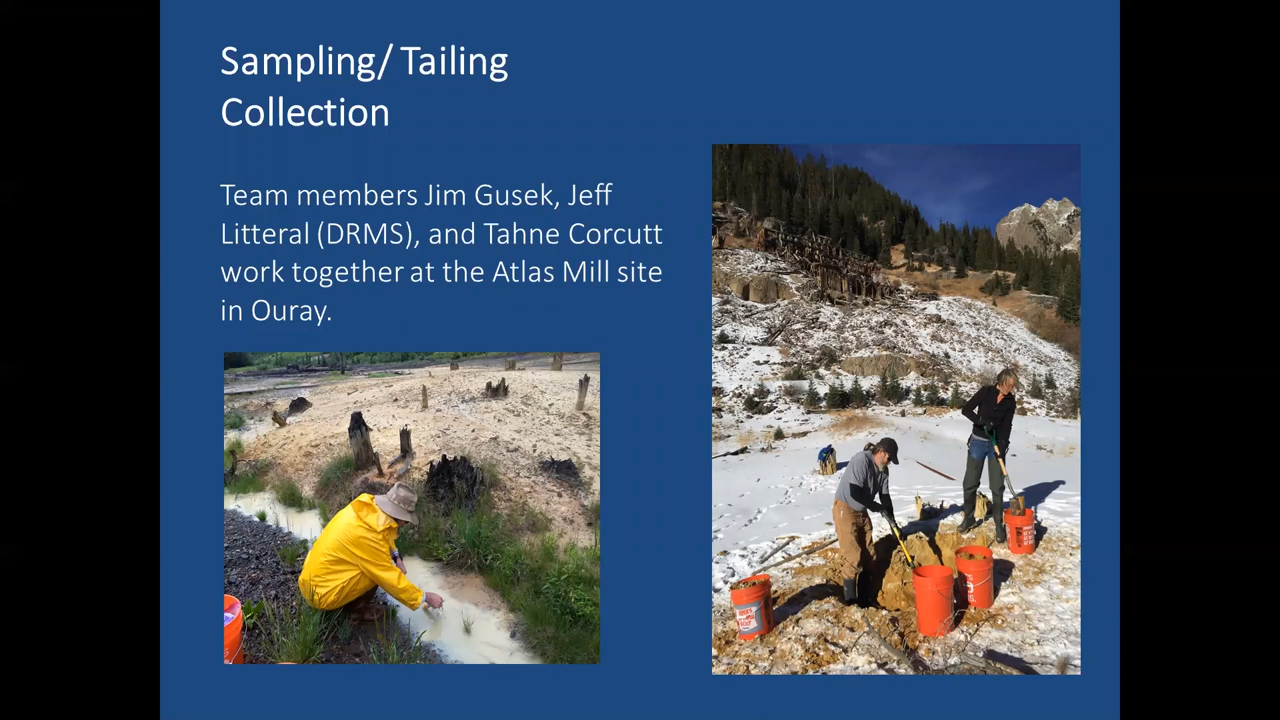 Sampling/ Tailing
Collection
Team members Jim Gusek, Jeff
Litteral (DRMS), and Tahne Corcutt
work together at the Atlas Mill site
in Ouray.